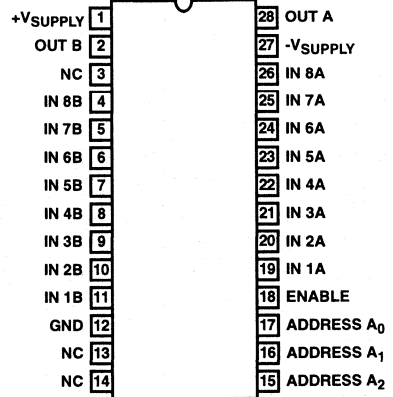 +VSUPPLY 1 28 OUT A
OUT B 2 27 -VSUPPLY
NC 3 26 IN 8A
IN 8B 4 25 IN 7A
IN 7B 5 24 IN 6A
IN 6B 6 23 IN 5A
IN 5B 7 22 IN 4A
IN 4B 8 21 IN 3A
IN 3B 9 20 IN 2A
IN 2B 10 19 IN 1A
IN 1B 11 18 ENABLE
GND 12 17 ADDRESS A0
NC 13 16 ADDRESS A1
NC 14 15 ADDRESS A2